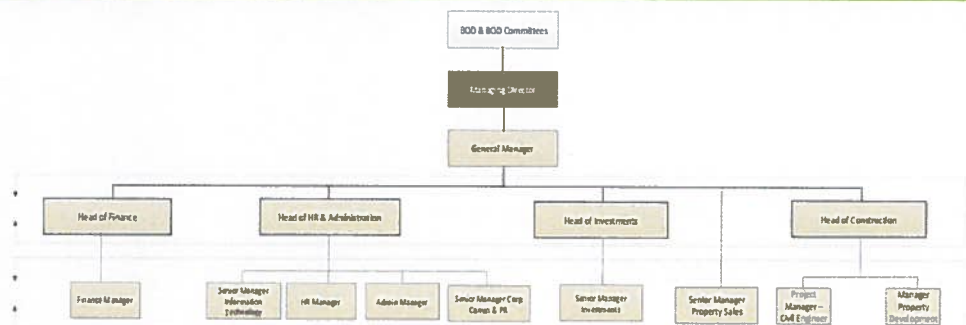 BOD & BOD Committees
Managing Director
General Manager
Head of Finance
Head of HR & Administration
Head of Investments
Head of Construction
Finance Manager
Senior Manager
Information
Technology
HR Manager
Admin Manager
Senior Manager Corp
Comms & PR
Senior Manager
Investments
Senior Manager
Property Sales
Project
Manager –
Civil Engineer
Manager
Property
Development